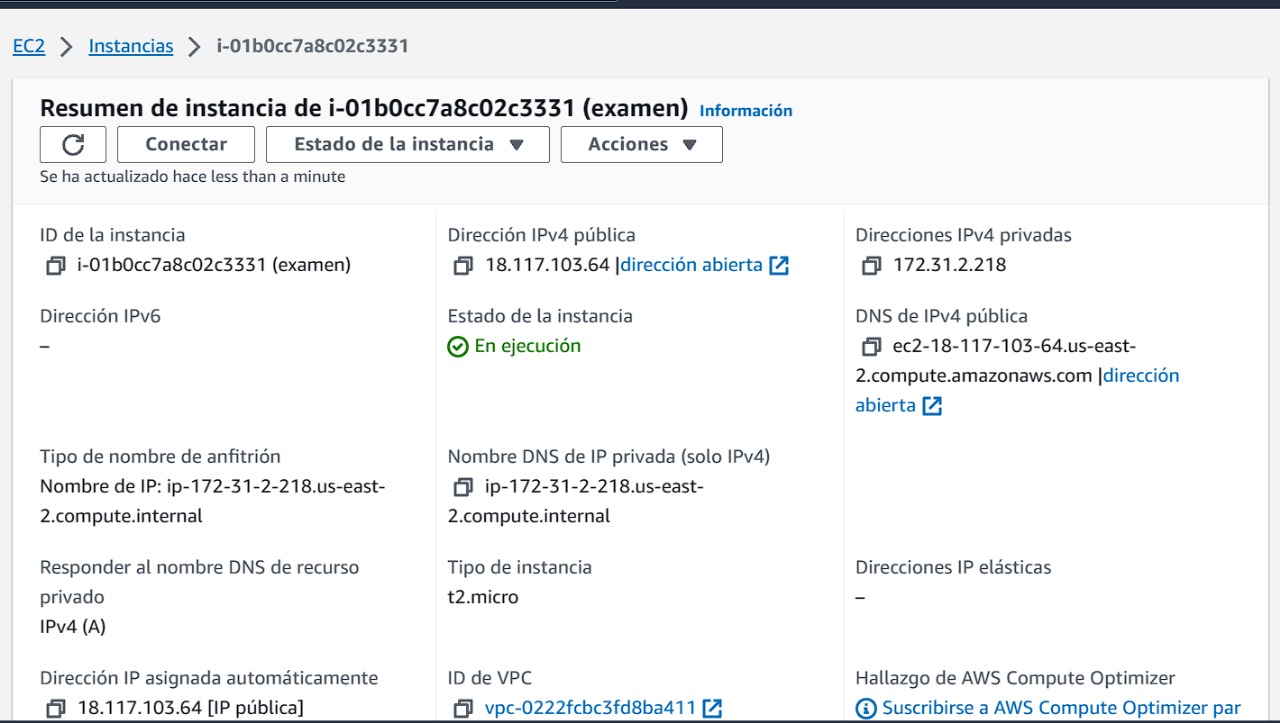 EC2 > Instancias > i-01b0cc7a8c02c3331
Resumen de instancia de i-01b0cc7a8c02c3331 (examen) Información
Conectar Estado de la instancia ▼ Acciones ▼
Se ha actualizado hace less than a minute
ID de la instancia
i-01b0cc7a8c02c3331 (examen)
Dirección IPv4 pública
18.117.103.64 |dirección abierta
Direcciones IPv4 privadas
172.31.2.218
Dirección IPv6
–
Estado de la instancia
En ejecución
DNS de IPv4 pública
ec2-18-117-103-64.us-east-
2.compute.amazonaws.com |dirección
abierta
Tipo de nombre de anfitrión
Nombre de IP: ip-172-31-2-218.us-east-
2.compute.internal
Nombre DNS de IP privada (solo IPv4)
ip-172-31-2-218.us-east-
2.compute.internal
Responder al nombre DNS de recurso
privado
IPv4 (A)
Tipo de instancia
t2.micro
Direcciones IP elásticas
–
Dirección IP asignada automáticamente
18.117.103.64 [IP pública]
ID de VPC
vpc-0222fcbc3fd8ba411
Hallazgo de AWS Compute Optimizer
Suscribirse a AWS Compute Optimizer par